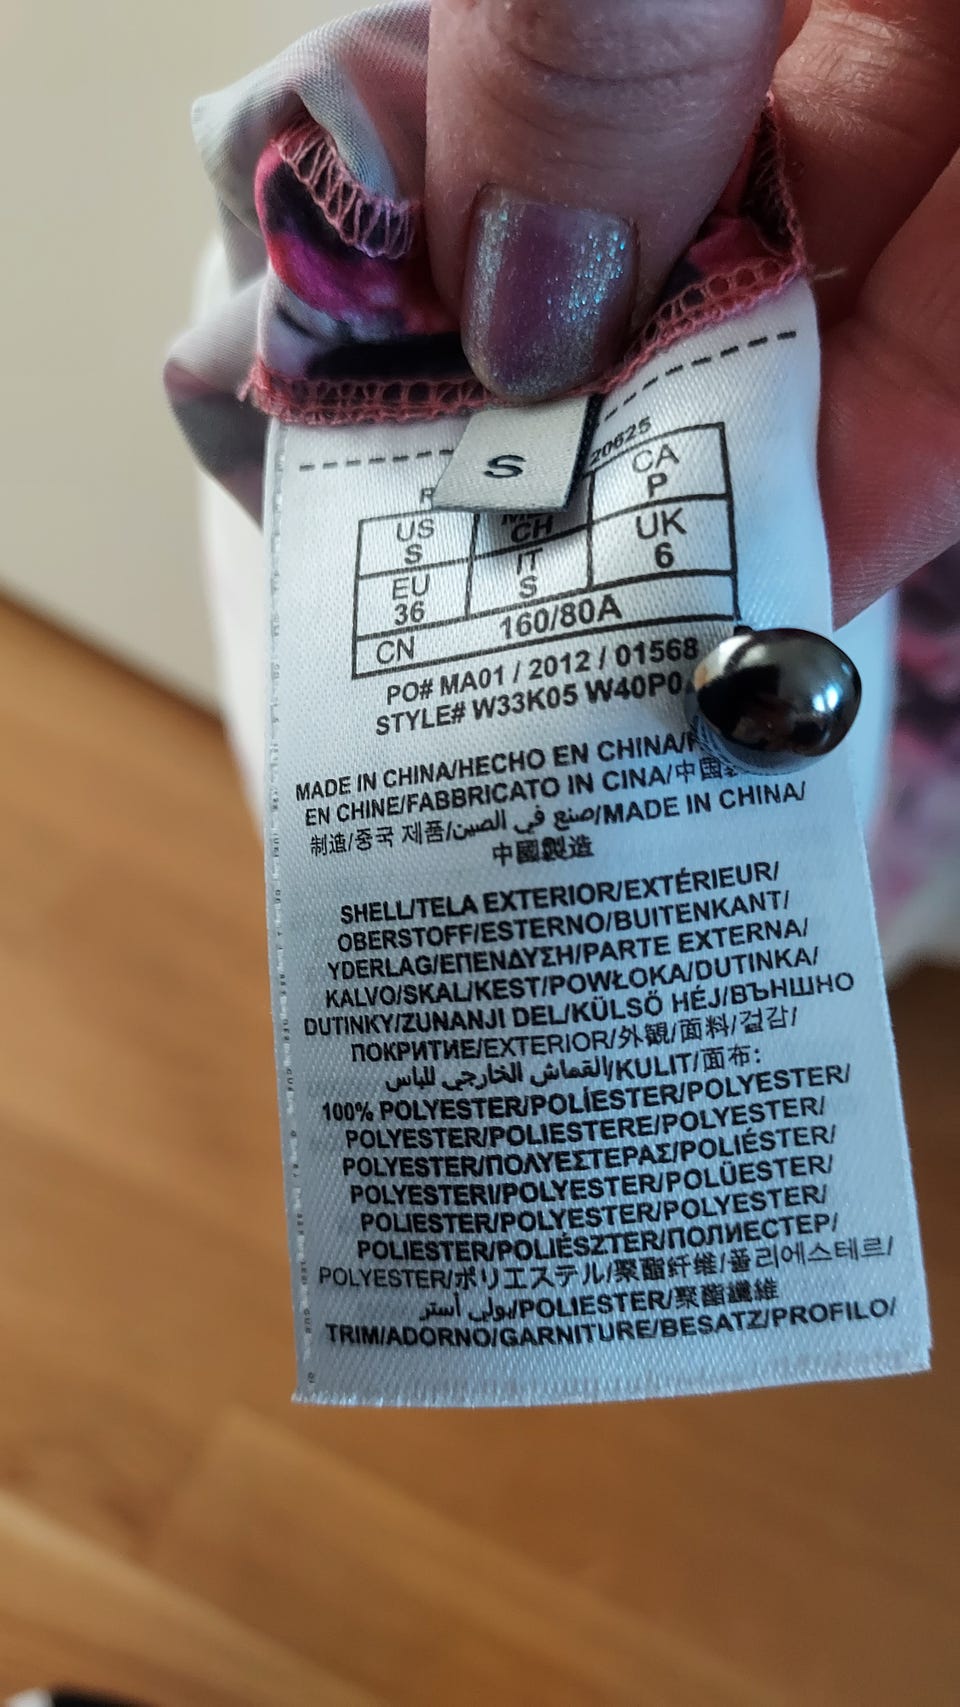 S
20625
CA
P
US
S
CH
UK
6
EU
36
IT
S
CN 160/80A
PO# MA01 / 2012 / 01568
STYLE# W33K05 W40P0
MADE IN CHINA/HECHO EN CHINA/
EN CHINE/FABBRICATO IN CINA/中國
制造/중국 제품/صنع في الصين/MADE IN CHINA/
中國製造
SHELL/TELA EXTERIOR/EXTÉRIEUR/
OBERSTOFF/ESTERNO/BUITENKANT/
YDERLAG/ΕΠΕΝΔΥΣΗ/PARTE EXTERNA/
KALVO/SKAL/KEST/POWŁOKA/DUTINKA/
DUTINKY/ZUNANJI DEL/KÜLSŐ HÉJ/ВЪНШНО
ПОКРИТИЕ/EXTERIOR/外観/面料/겉감/
القماش الخارجي للباس/KULIT/面布:
100% POLYESTER/POLÍESTER/POLYESTER/
POLYESTER/POLIESTERE/POLYESTER/
POLYESTER/ΠΟΛΥΕΣΤΕΡΑΣ/POLIÉSTER/
POLYESTERI/POLYESTER/POLÜESTER/
POLIESTER/POLYESTER/POLYESTER/
POLIESTER/POLIÉSZTER/ПОЛИЕСТЕР/
POLYESTER/ポリエステル/聚酯纤维/폴리에스테르/
بولي أستر/POLIESTER/聚酯纖維
TRIM/ADORNO/GARNITURE/BESATZ/PROFILO/